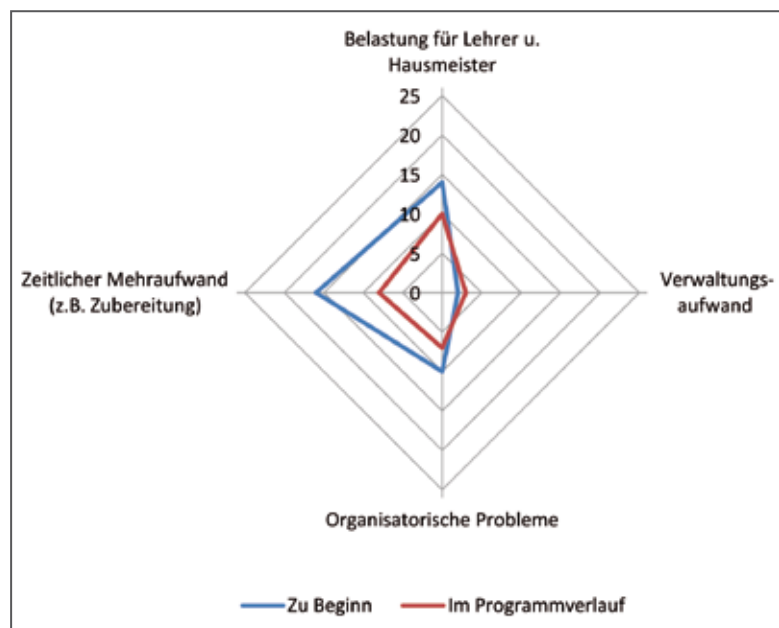 Belastung für Lehrer u.
Hausmeister
25
20
15
10
5
0
Zeitlicher Mehraufwand
(z.B. Zubereitung)
Verwaltungs-
aufwand
Organisatorische Probleme
Zu Beginn
Im Programmverlauf